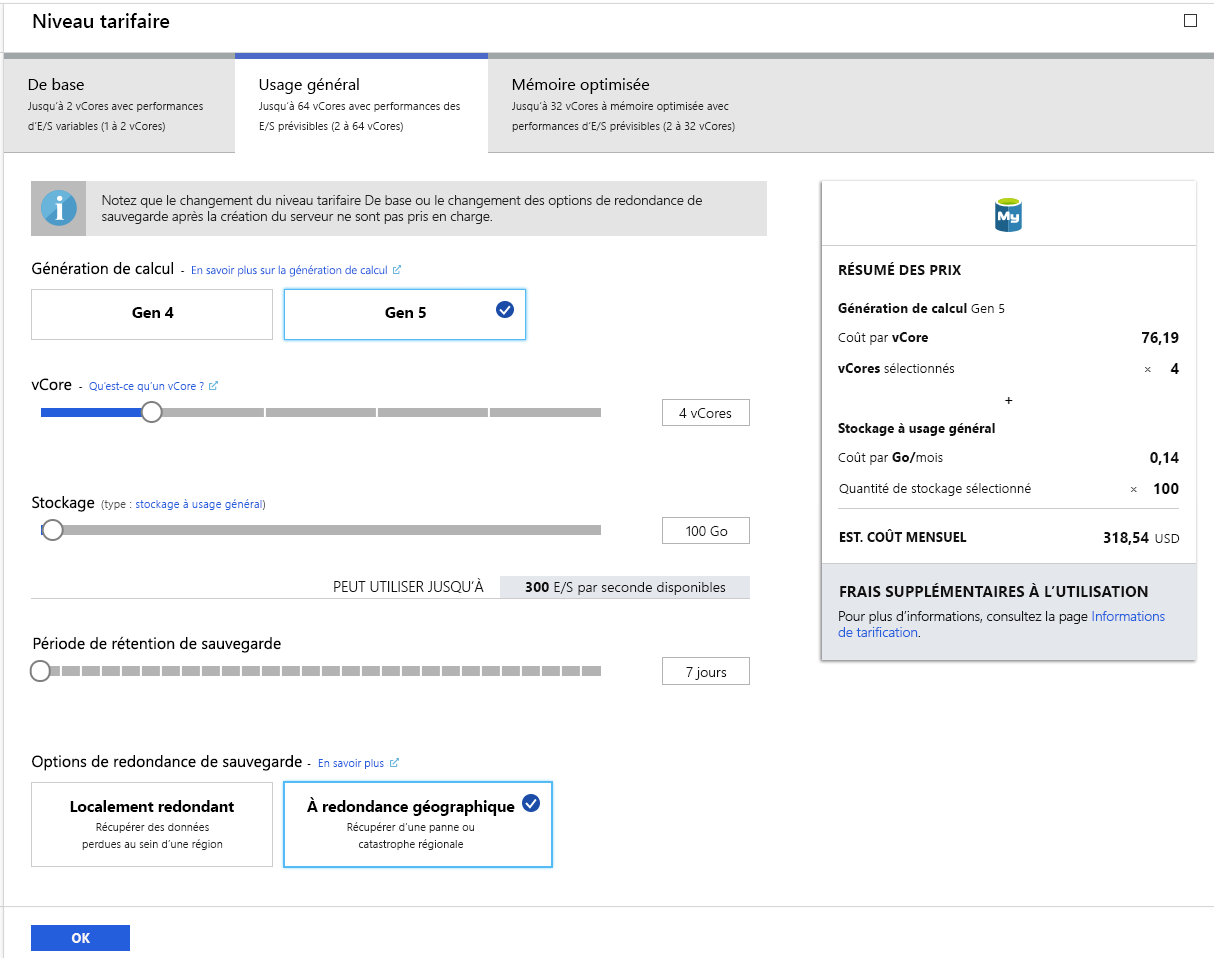 Niveau tarifaire
De base
Jusqu'à 2 vCores avec performances
d'E/S variables (1 à 2 vCores)
Usage général
Jusqu'à 64 vCores avec performances des
E/S prévisibles (2 à 64 vCores)
Mémoire optimisée
Jusqu'à 32 vCores à mémoire optimisée avec
performances d'E/S prévisibles (2 à 32 vCores)
Notez que le changement du niveau tarifaire De base ou le changement des options de redondance de
sauvegarde après la création du serveur ne sont pas pris en charge.
Génération de calcul - En savoir plus sur la génération de calcul
Gen 4
Gen 5
vCore - Qu'est-ce qu'un vCore ?
4 vCores
Stockage (type : stockage à usage général)
100 Go
PEUT UTILISER JUSQU'À 300 E/S par seconde disponibles
Période de rétention de sauvegarde
7 jours
Options de redondance de sauvegarde - En savoir plus
Localement redondant
Récupérer des données
perdues au sein d'une région
À redondance géographique
Récupérer d'une panne ou
catastrophe régionale
OK
My
RÉSUMÉ DES PRIX
Génération de calcul Gen 5
Coût par vCore 76,19
vCores sélectionnés × 4
+
Stockage à usage général
Coût par Go/mois 0,14
Quantité de stockage sélectionné × 100
EST. COÛT MENSUEL 318,54 USD
FRAIS SUPPLÉMENTAIRES À L'UTILISATION
Pour plus d'informations, consultez la page Informations
de tarification.